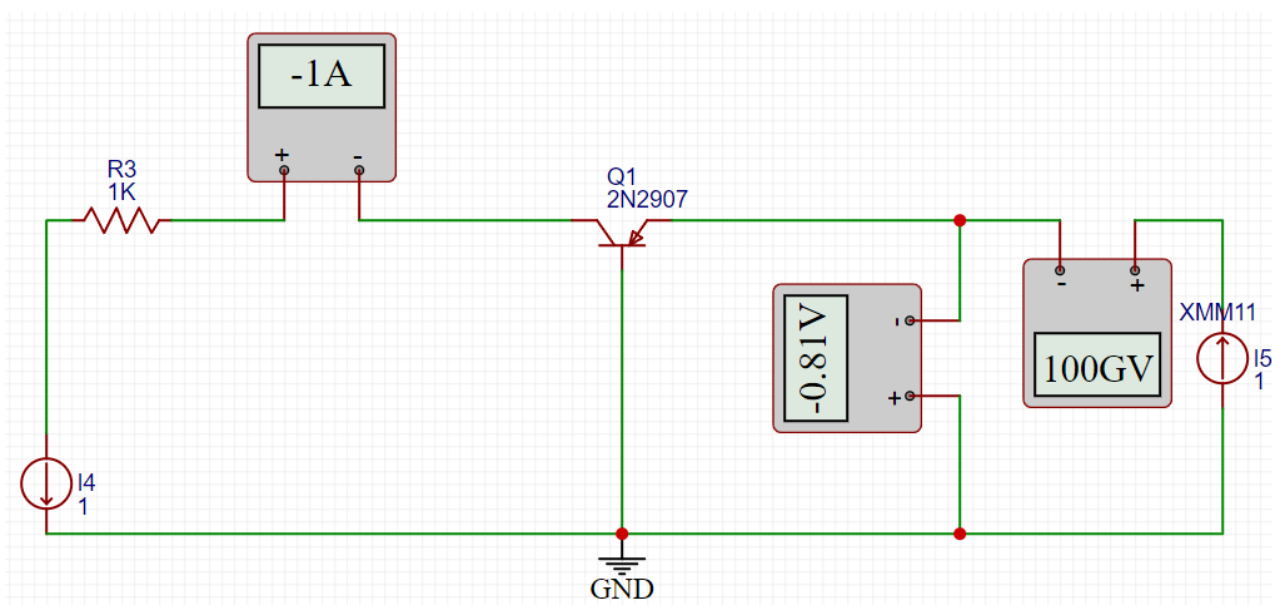 -1A
+ -
R3
1K
Q1
2N2907
-0.81V
-
+
- +
100GV
XMM11
I5
1
I4
1
GND